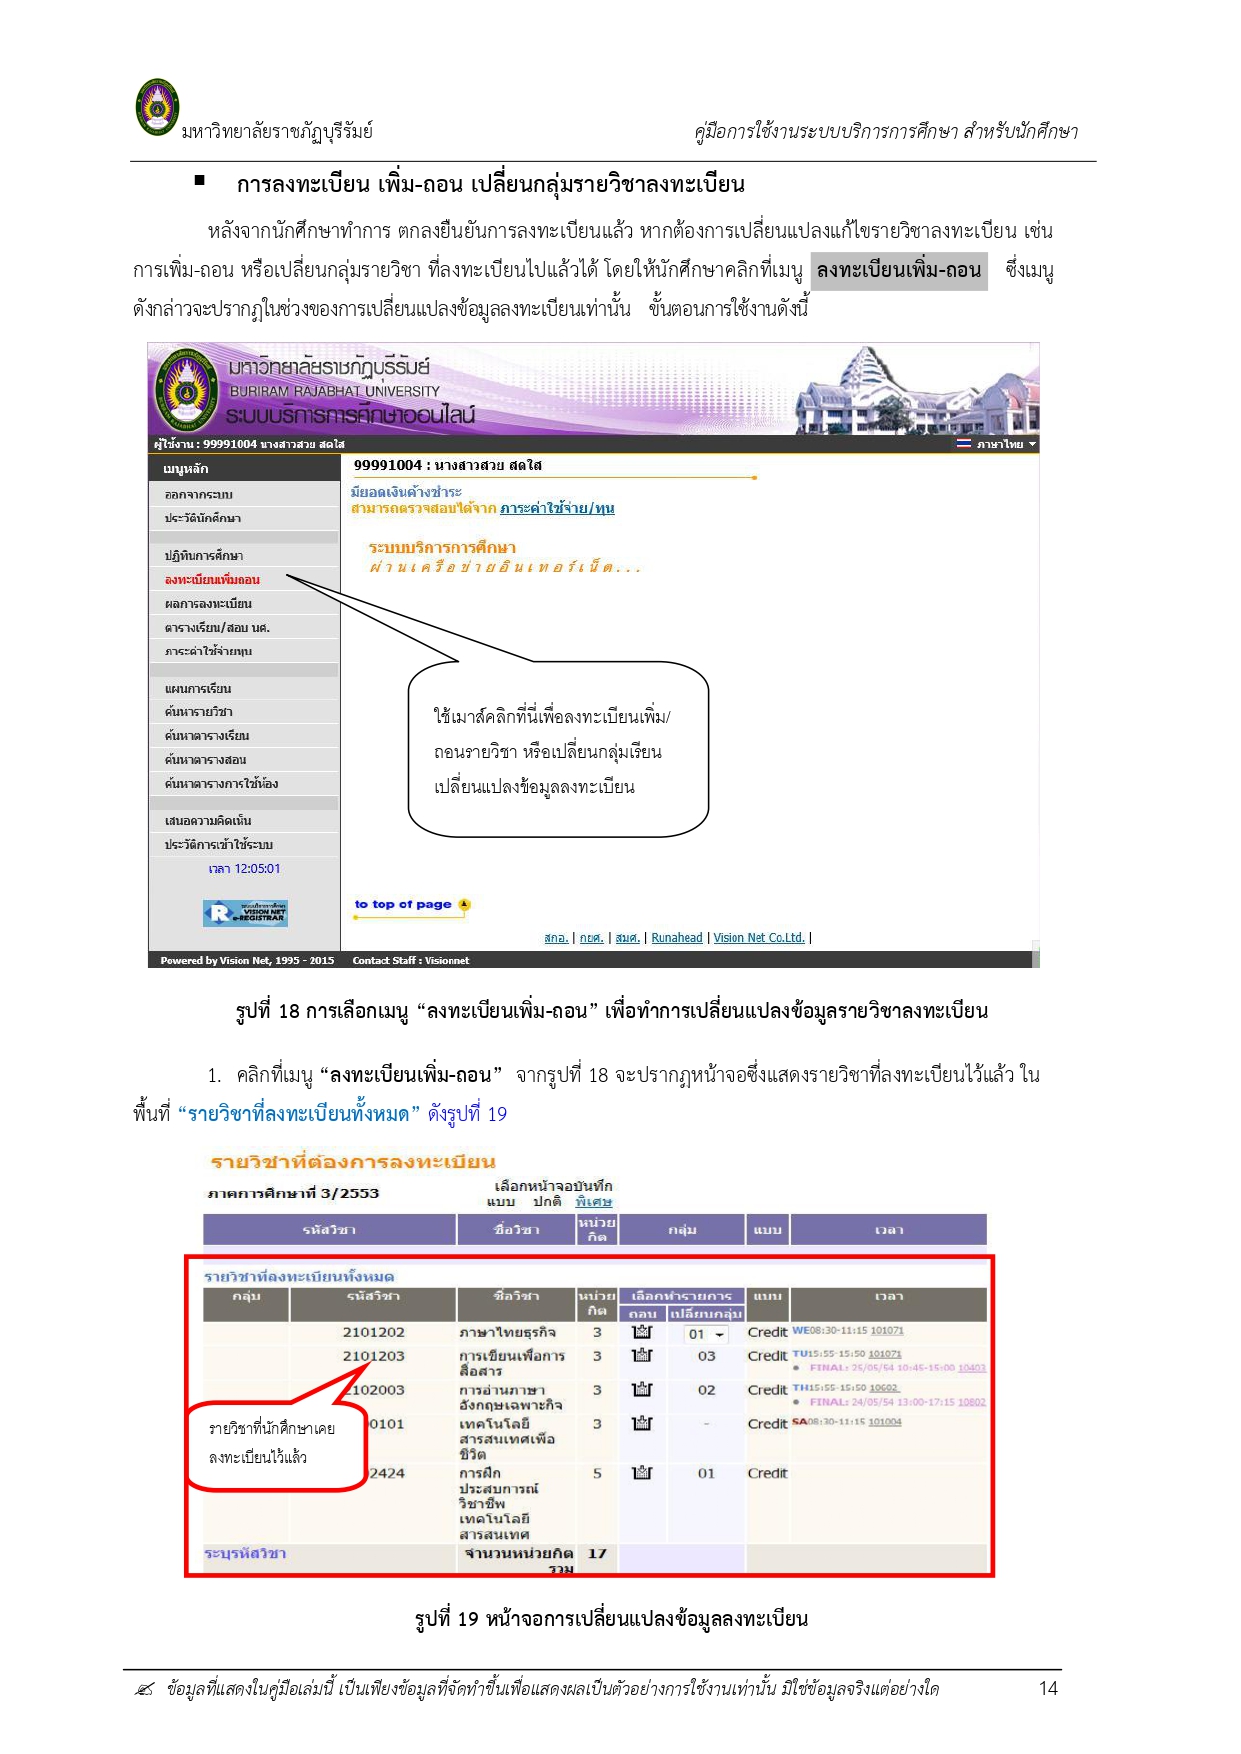 มหาวิทยาลัยราชภัฏบุรีรัมย์ คู่มือการใช้งานระบบบริการการศึกษา สำหรับนักศึกษา
▪ การลงทะเบียน เพิ่ม-ถอน เปลี่ยนกลุ่มรายวิชาลงทะเบียน
หลังจากนักศึกษาทำการ ตกลงยืนยันการลงทะเบียนแล้ว หากต้องการเปลี่ยนแปลงแก้ไขรายวิชาลงทะเบียน เช่น
การเพิ่ม-ถอน หรือเปลี่ยนกลุ่มรายวิชา ที่ลงทะเบียนไปแล้วได้ โดยให้นักศึกษาคลิกที่เมนู ลงทะเบียนเพิ่ม-ถอน ซึ่งเมนู
ดังกล่าวจะปรากฏในช่วงของการเปลี่ยนแปลงข้อมูลลงทะเบียนเท่านั้น ขั้นตอนการใช้งานดังนี้
มหาวิทยาลัยราชภัฏบุรีรัมย์
BURIRAM RAJABHAT UNIVERSITY
ระบบบริการการศึกษาออนไลน์
ผู้ใช้งาน : 99991004 นางสาวสวย สดใส ภาษาไทย
เมนูหลัก
ออกจากระบบ
ประวัตินักศึกษา
ปฏิทินการศึกษา
ลงทะเบียนเพิ่มถอน
ผลการลงทะเบียน
ตารางเรียน/สอบ นศ.
ภาระค่าใช้จ่ายทุน
แผนการเรียน
ค้นหารายวิชา
ค้นหาตารางเรียน
ค้นหาตารางสอน
ค้นหาตารางการใช้ห้อง
เสนอความคิดเห็น
ประวัติการเข้าใช้ระบบ
เวลา 12:05:01
VISION NET
e-REGISTRAR
99991004 : นางสาวสวย สดใส
มียอดเงินค้างชำระ
สามารถตรวจสอบได้จาก ภาระค่าใช้จ่าย/ทุน
ระบบบริการการศึกษา
ผ่านเครือข่ายอินเทอร์เน็ต...
ใช้เมาส์คลิกที่นี่เพื่อลงทะเบียนเพิ่ม/
ถอนรายวิชา หรือเปลี่ยนกลุ่มเรียน
เปลี่ยนแปลงข้อมูลลงทะเบียน
to top of page
สกอ. | กยศ. | สมศ. | Runahead | Vision Net Co.Ltd. |
Powered by Vision Net, 1995 - 2015 Contact Staff : Visionnet
รูปที่ 18 การเลือกเมนู “ลงทะเบียนเพิ่ม-ถอน” เพื่อทำการเปลี่ยนแปลงข้อมูลรายวิชาลงทะเบียน
1. คลิกที่เมนู “ลงทะเบียนเพิ่ม-ถอน” จากรูปที่ 18 จะปรากฏหน้าจอซึ่งแสดงรายวิชาที่ลงทะเบียนไว้แล้ว ใน
พื้นที่ “รายวิชาที่ลงทะเบียนทั้งหมด” ดังรูปที่ 19
รายวิชาที่ต้องการลงทะเบียน
ภาคการศึกษาที่ 3/2553 เลือกหน้าจอบันทึก
แบบ ปกติ พิเศษ
รหัสวิชา ชื่อวิชา หน่วยกิต กลุ่ม แบบ เวลา
รายวิชาที่ลงทะเบียนทั้งหมด
กลุ่ม รหัสวิชา ชื่อวิชา หน่วยกิต เลือกทำรายการ แบบ เวลา
ถอน เปลี่ยนกลุ่ม
2101202 ภาษาไทยธุรกิจ 3 01 Credit WE08:30-11:15 101071
2101203 การเขียนเพื่อการ 3 03 Credit TU15:55-15:50 101071
สื่อสาร • FINAL: 25/05/54 10:45-15:00 10403
2102003 การอ่านภาษา 3 02 Credit TH15:55-15:50 10602
อังกฤษเฉพาะกิจ • FINAL: 24/05/54 13:00-17:15 10802
00101 เทคโนโลยี 3 - Credit SA08:30-11:15 101004
สารสนเทศเพื่อ
ชีวิต
2424 การฝึก 5 01 Credit
ประสบการณ์
วิชาชีพ
เทคโนโลยี
สารสนเทศ
รายวิชาที่นักศึกษาเคย
ลงทะเบียนไว้แล้ว
ระบุรหัสวิชา จำนวนหน่วยกิต 17
รวม
รูปที่ 19 หน้าจอการเปลี่ยนแปลงข้อมูลลงทะเบียน
ข้อมูลที่แสดงในคู่มือเล่มนี้ เป็นเพียงข้อมูลที่จัดทำขึ้นเพื่อแสดงผลเป็นตัวอย่างการใช้งานเท่านั้น มิใช่ข้อมูลจริงแต่อย่างใด 14